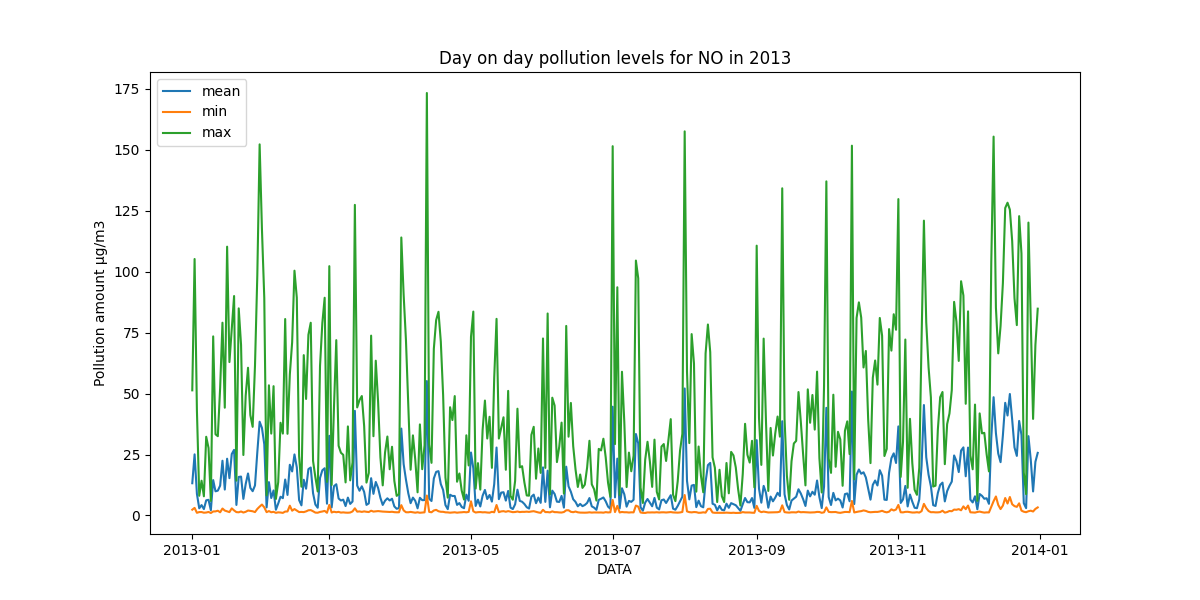 Day on day pollution levels for NO in 2013
mean
min
max
175
150
125
100
75
50
25
0
Pollution amount µg/m3
2013-01
2013-03
2013-05
2013-07
2013-09
2013-11
2014-01
DATA